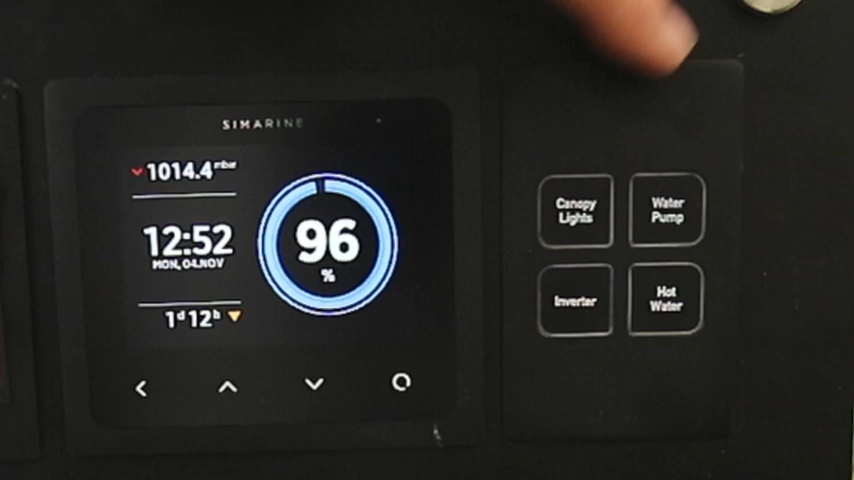 SIMARINE
1014.4 mbar
12:52
MON, 04.NOV
1d 12h
96
%
Canopy
Lights
Water
Pump
Inverter
Hot
Water